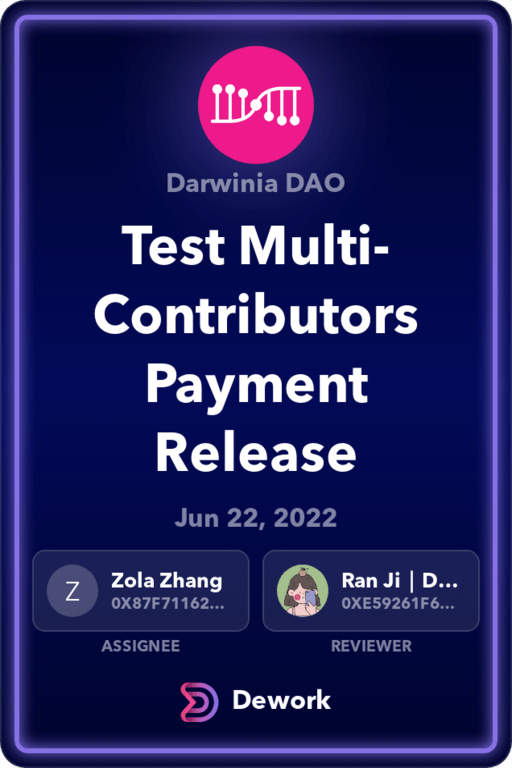 Darwinia DAO
Test Multi-
Contributors
Payment
Release
Jun 22, 2022
Z
Zola Zhang
0X87F71162...
ASSIGNEE
Ran Ji | D...
0XE59261F6...
REVIEWER
Dework